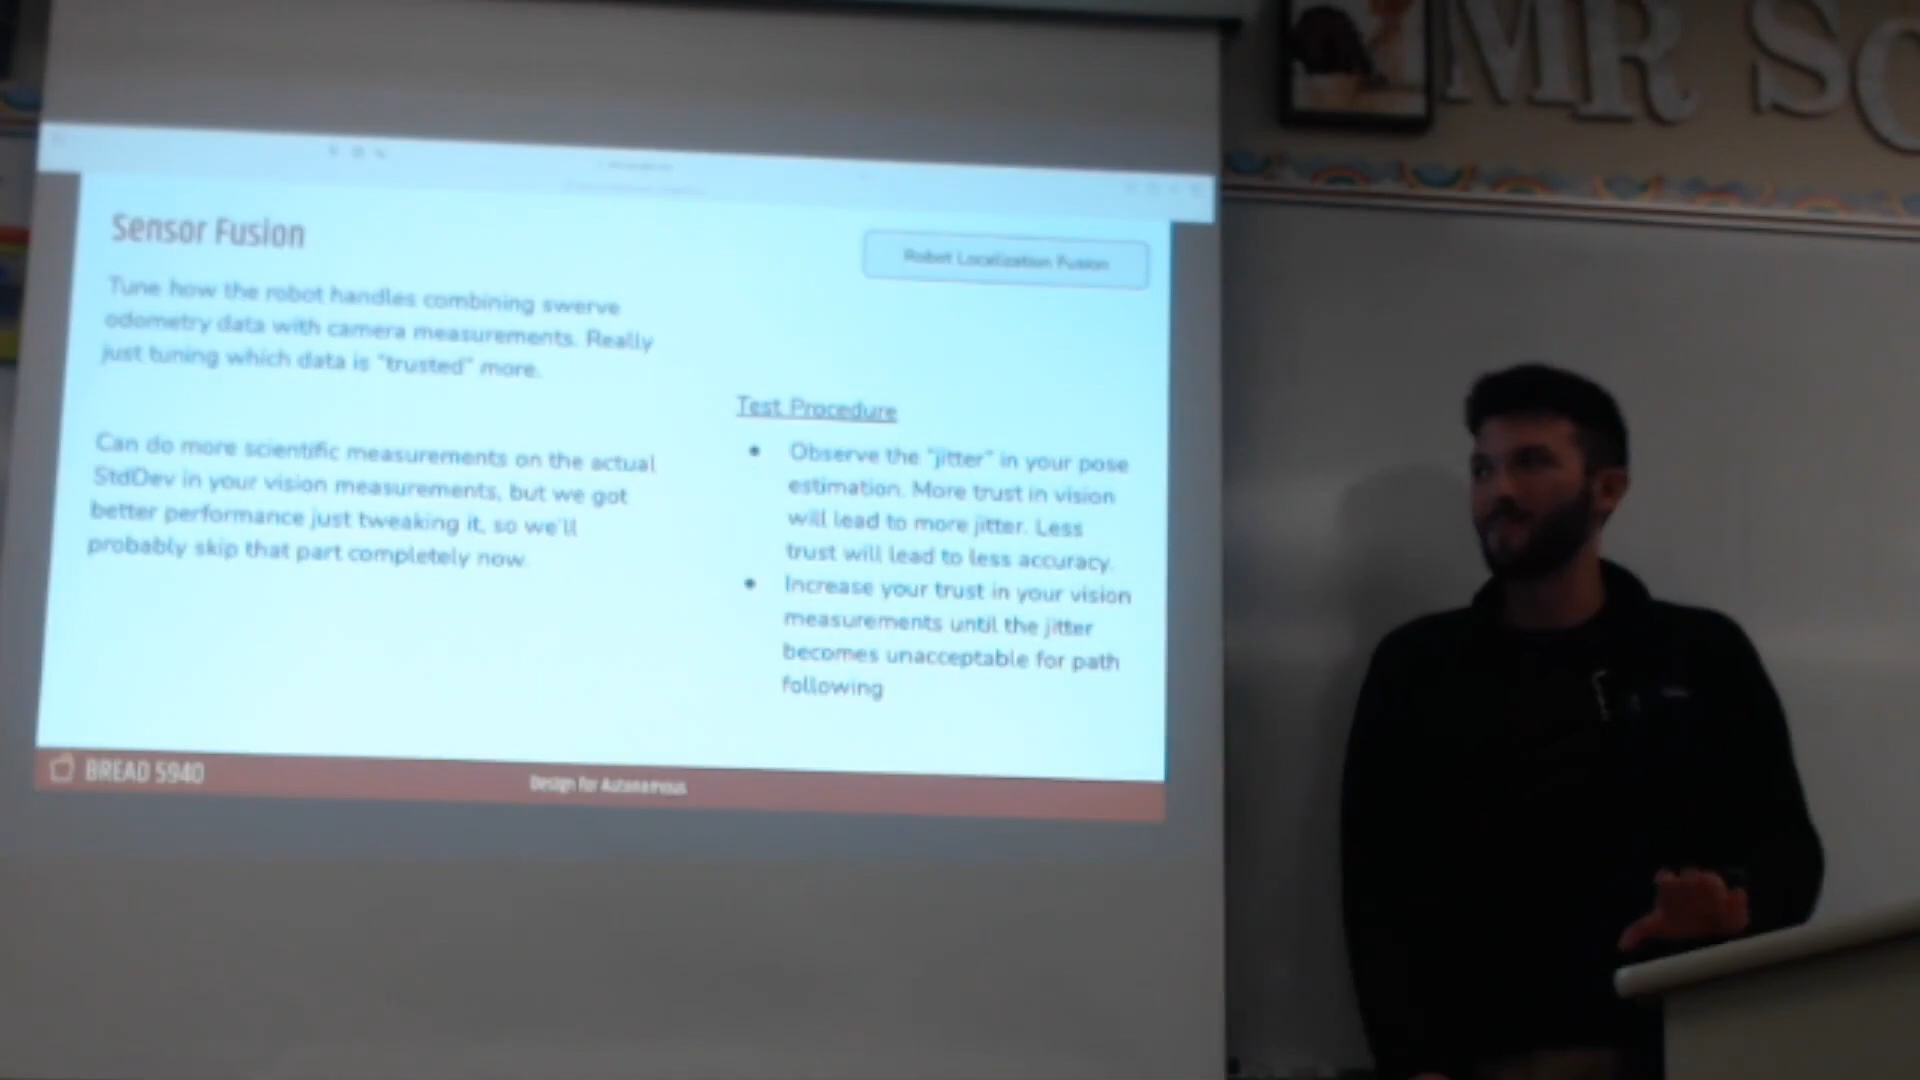 MR SC
Sensor Fusion
Robot Localization Fusion
Tune how the robot handles combining swerve
odometry data with camera measurements. Really
just tuning which data is "trusted" more.
Can do more scientific measurements on the actual
StdDev in your vision measurements, but we got
better performance just tweaking it, so we'll
probably skip that part completely now.
Test Procedure
• Observe the "jitter" in your pose
estimation. More trust in vision
will lead to more jitter. Less
trust will lead to less accuracy.
• Increase your trust in your vision
measurements until the jitter
becomes unacceptable for path
following
BREAD 5940
Design for Autonomous